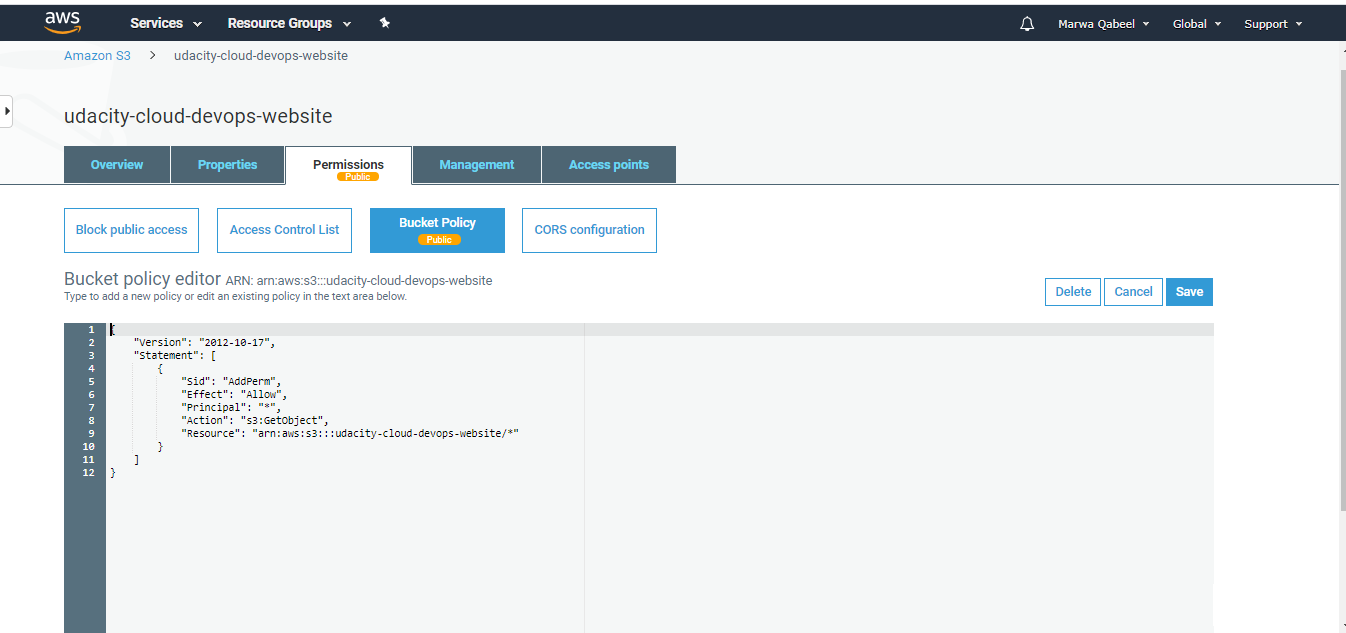 aws Services Resource Groups Marwa Qabeel Global Support
Amazon S3 > udacity-cloud-devops-website
udacity-cloud-devops-website
Overview Properties Permissions Management Access points
Public
Block public access Access Control List Bucket Policy CORS configuration
Public
Bucket policy editor ARN: arn:aws:s3:::udacity-cloud-devops-website
Type to add a new policy or edit an existing policy in the text area below.
Delete Cancel Save
1 {
2 "Version": "2012-10-17",
3 "Statement": [
4 {
5 "Sid": "AddPerm",
6 "Effect": "Allow",
7 "Principal": "*",
8 "Action": "s3:GetObject",
9 "Resource": "arn:aws:s3:::udacity-cloud-devops-website/*"
10 }
11 ]
12 }